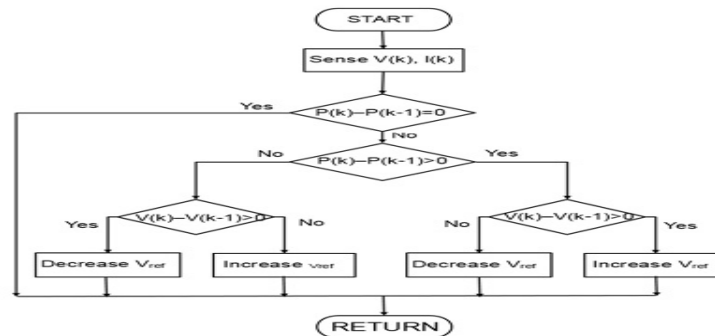 START
Sense V(k), I(k)
Yes
P(k)–P(k-1)=0
No
No
P(k)–P(k-1)>0
Yes
Yes
V(k)–V(k-1)>0
No
No
V(k)–V(k-1)>0
Yes
Decrease Vref
Increase Vref
Decrease Vref
Increase Vref
RETURN